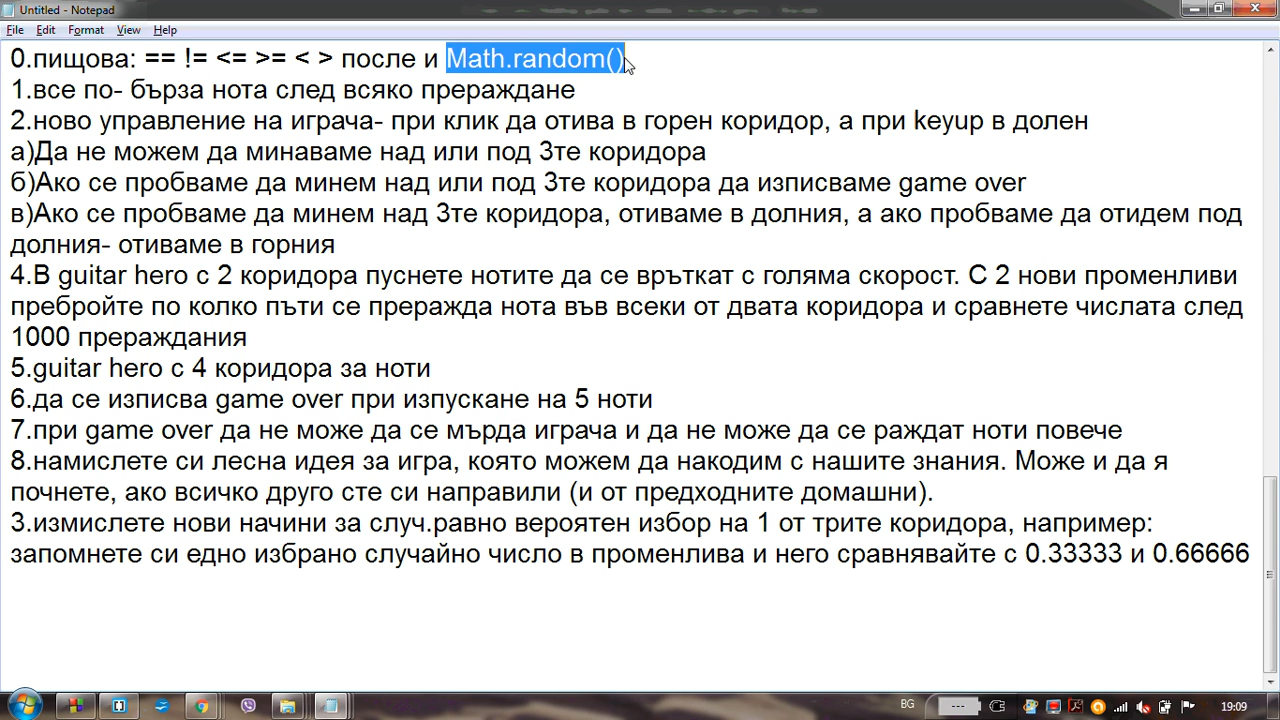 Untitled - Notepad
File Edit Format View Help
0.пищова: == != <= >= < > после и Math.random()
1.все по- бърза нота след всяко прераждане
2.ново управление на играча- при клик да отива в горен коридор, а при keyup в долен
а)Да не можем да минаваме над или под 3те коридора
б)Ако се пробваме да минем над или под 3те коридора да изписваме game over
в)Ако се пробваме да минем над 3те коридора, отиваме в долния, а ако пробваме да отидем под
долния- отиваме в горния
4.В guitar hero с 2 коридора пуснете нотите да се връткат с голяма скорост. С 2 нови променливи
пребройте по колко пъти се преражда нота във всеки от двата коридора и сравнете числата след
1000 прераждания
5.guitar hero с 4 коридора за ноти
6.да се изписва game over при изпускане на 5 ноти
7.при game over да не може да се мърда играча и да не може да се раждат ноти повече
8.намислете си лесна идея за игра, която можем да накодим с нашите знания. Може и да я
почнете, ако всичко друго сте си направили (и от предходните домашни).
3.измислете нови начини за случ.равно вероятен избор на 1 от трите коридора, например:
запомнете си едно избрано случайно число в променлива и него сравнявайте с 0.33333 и 0.66666
BG --- 19:09